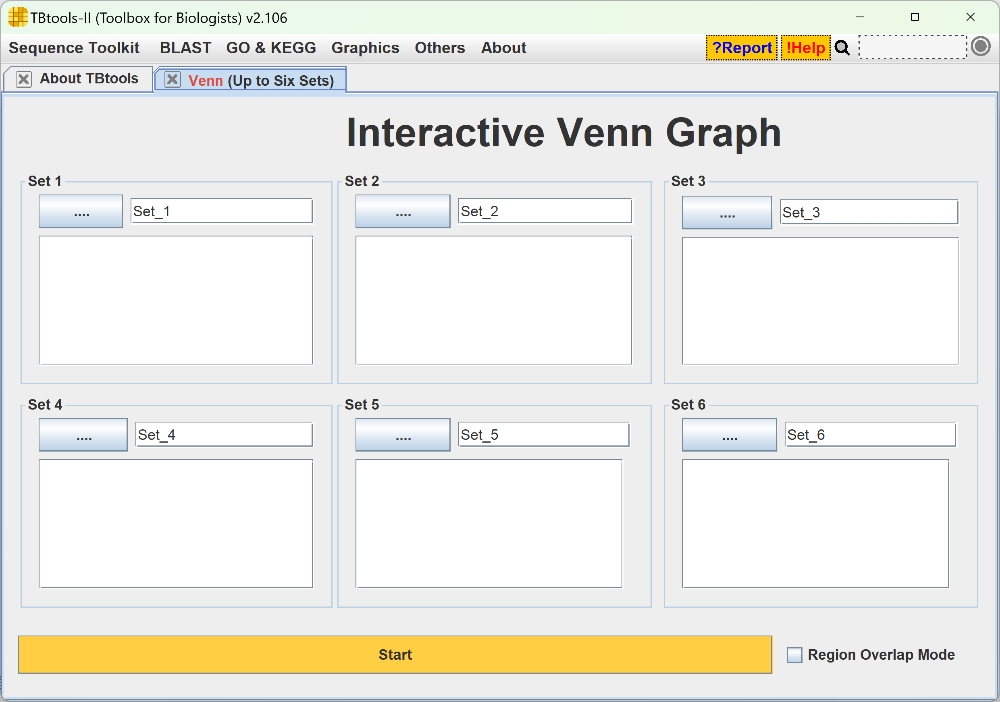 TBtools-II (Toolbox for Biologists) v2.106
Sequence Toolkit BLAST GO & KEGG Graphics Others About ?Report !Help
About TBtools Venn (Up to Six Sets)
Interactive Venn Graph
Set 1 Set 2 Set 3
.... Set_1 .... Set_2 .... Set_3
Set 4 Set 5 Set 6
.... Set_4 .... Set_5 .... Set_6
Start Region Overlap Mode